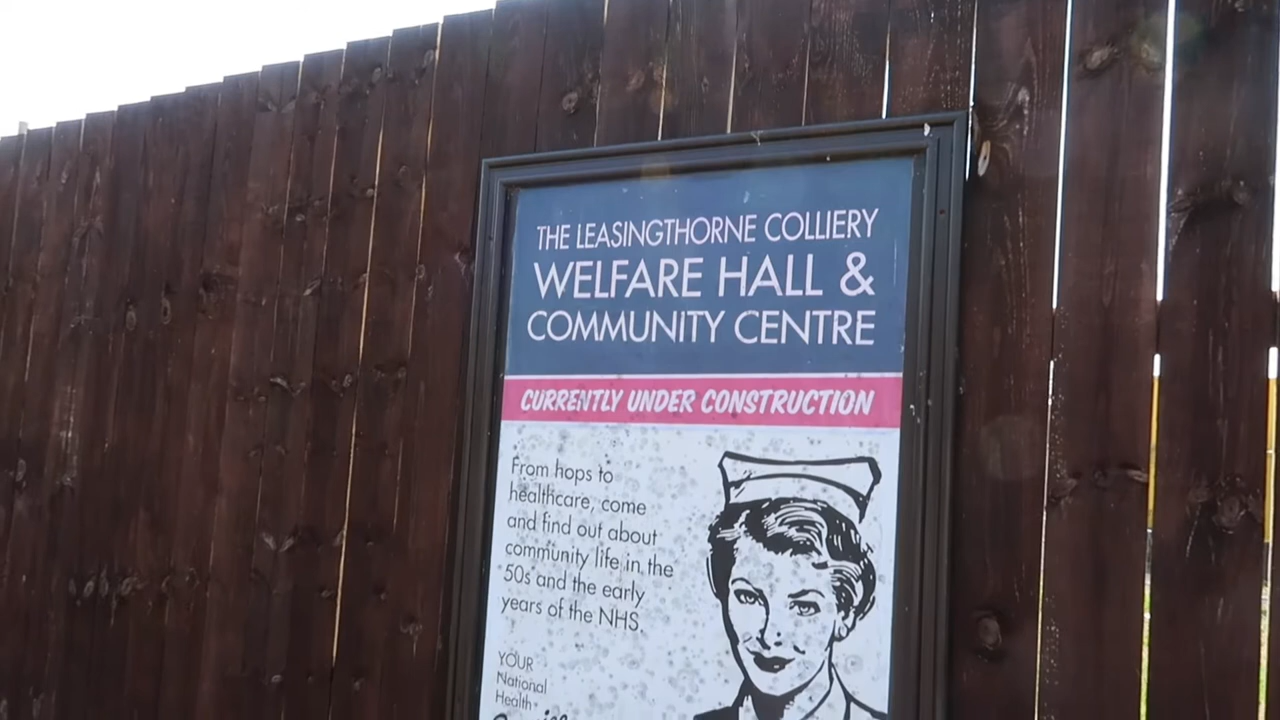 THE LEASINGTHORNE COLLIERY
WELFARE HALL &
COMMUNITY CENTRE
CURRENTLY UNDER CONSTRUCTION
From hops to
healthcare, come
and find out about
community life in the
50s and the early
years of the NHS.
YOUR
National
Health